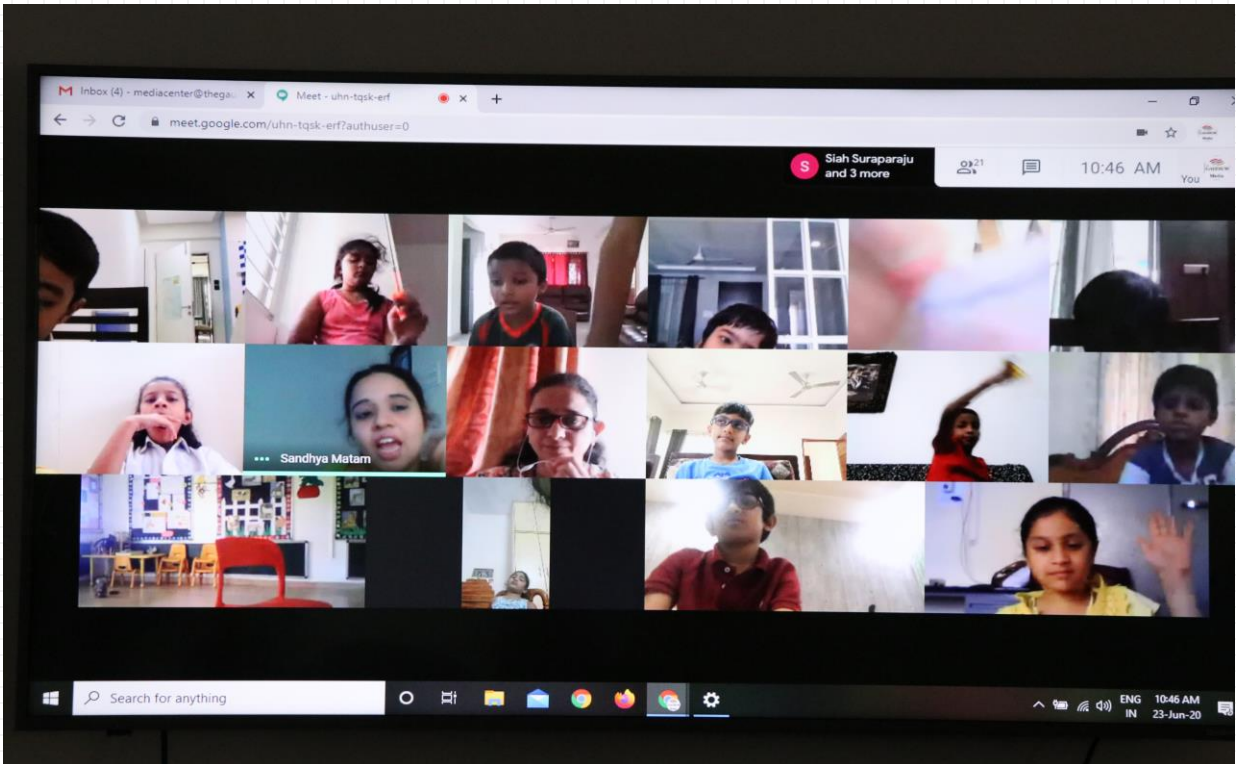 Inbox (4) - mediacenter@thega
Meet - uhn-tqsk-erf
meet.google.com/uhn-tqsk-erf?authuser=0
S Siah Suraparaju
and 3 more
21
10:46 AM
You
Sandhya Matam
Search for anything
ENG 10:46 AM
IN 23-Jun-20